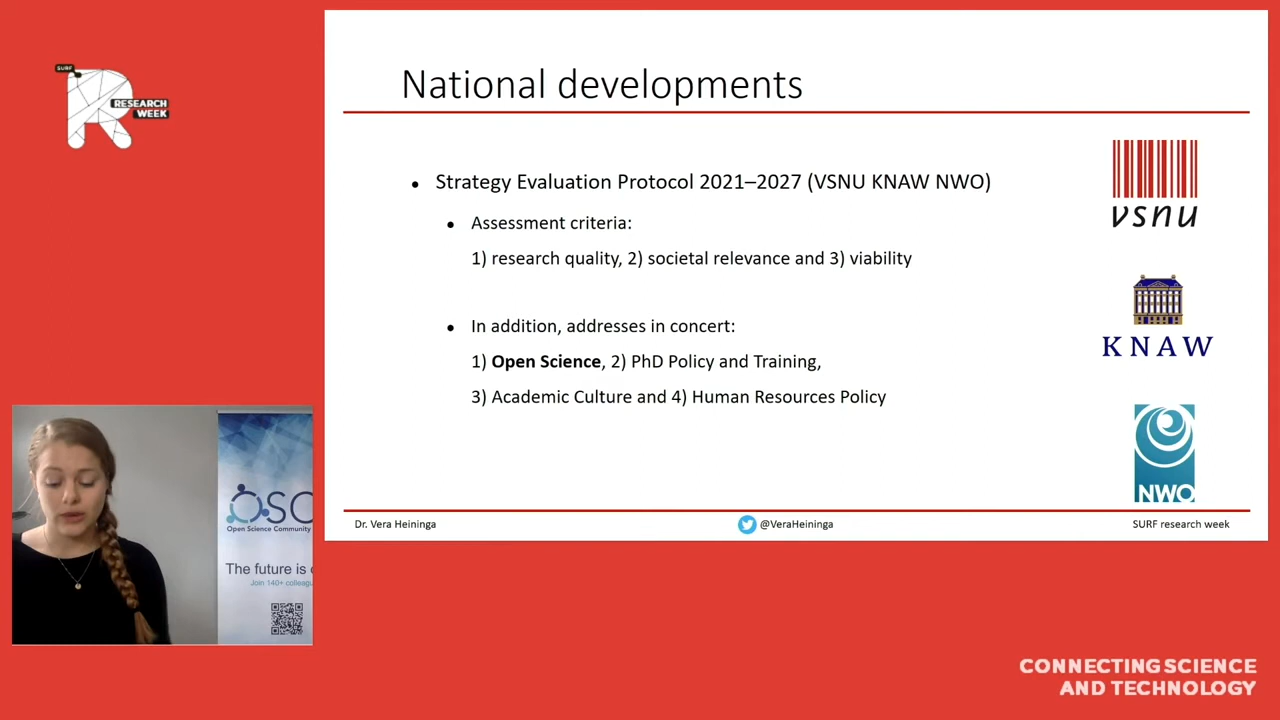 SURF
RESEARCH
WEEK
National developments
• Strategy Evaluation Protocol 2021–2027 (VSNU KNAW NWO)
• Assessment criteria:
1) research quality, 2) societal relevance and 3) viability
• In addition, addresses in concert:
1) Open Science, 2) PhD Policy and Training,
3) Academic Culture and 4) Human Resources Policy
vsnu
KNAW
NWO
Dr. Vera Heininga
@VeraHeininga
SURF research week
OSC
Open Science Community
The future is
Join 140+
CONNECTING SCIENCE
AND TECHNOLOGY